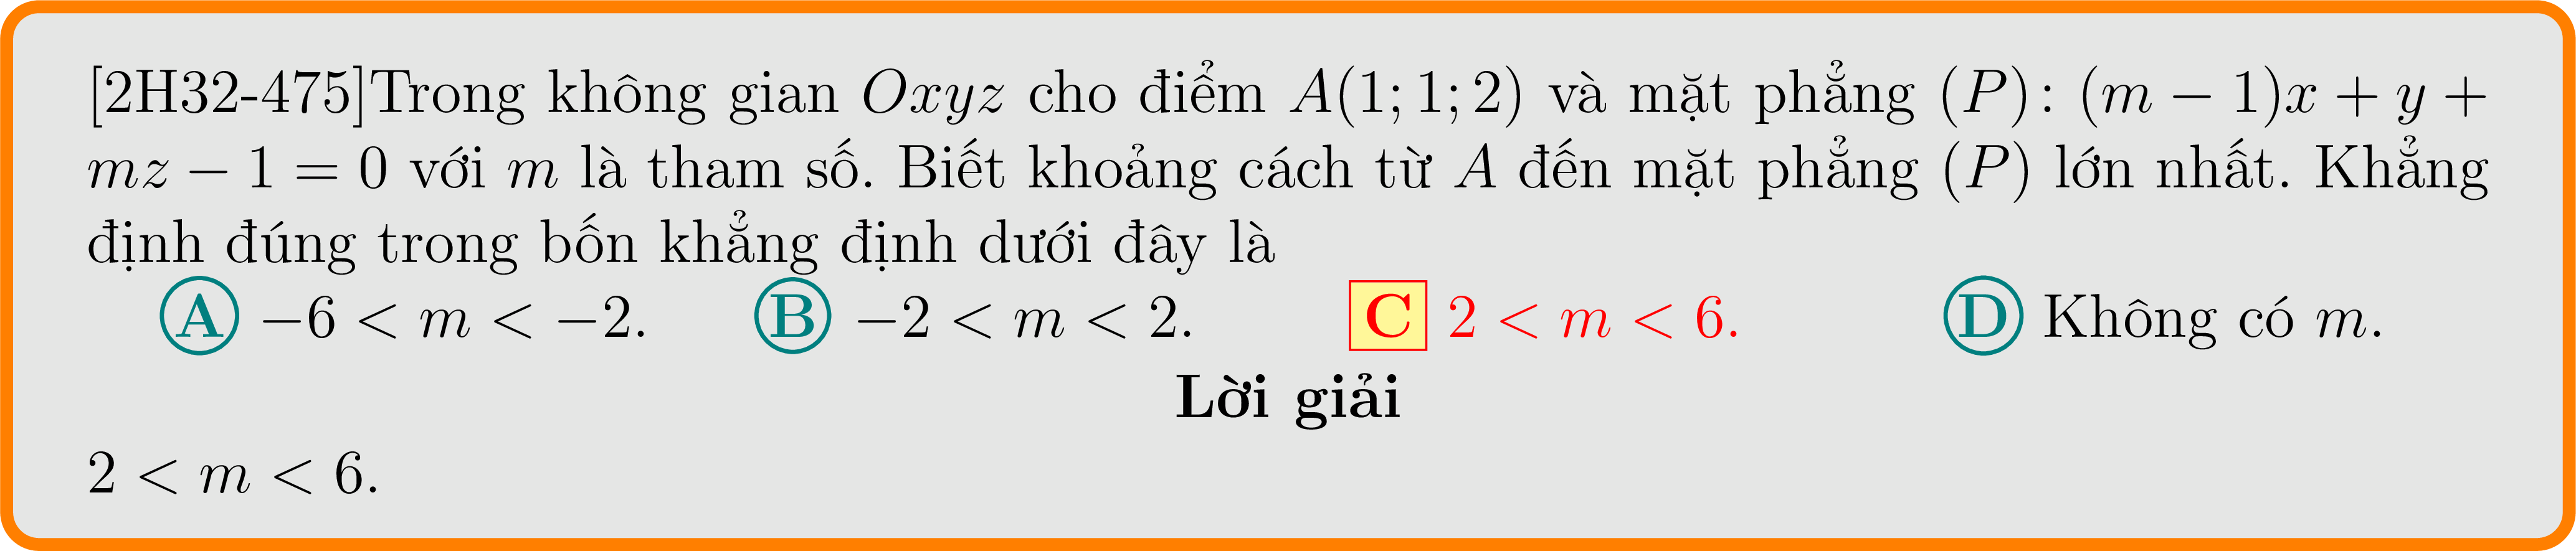 [2H32-475]Trong không gian Oxyz cho điểm A(1; 1; 2) và mặt phẳng (P): (m − 1)x + y +
mz − 1 = 0 với m là tham số. Biết khoảng cách từ A đến mặt phẳng (P) lớn nhất. Khẳng
định đúng trong bốn khẳng định dưới đây là
A −6 < m < −2. B −2 < m < 2. C 2 < m < 6. D Không có m.
Lời giải
2 < m < 6.